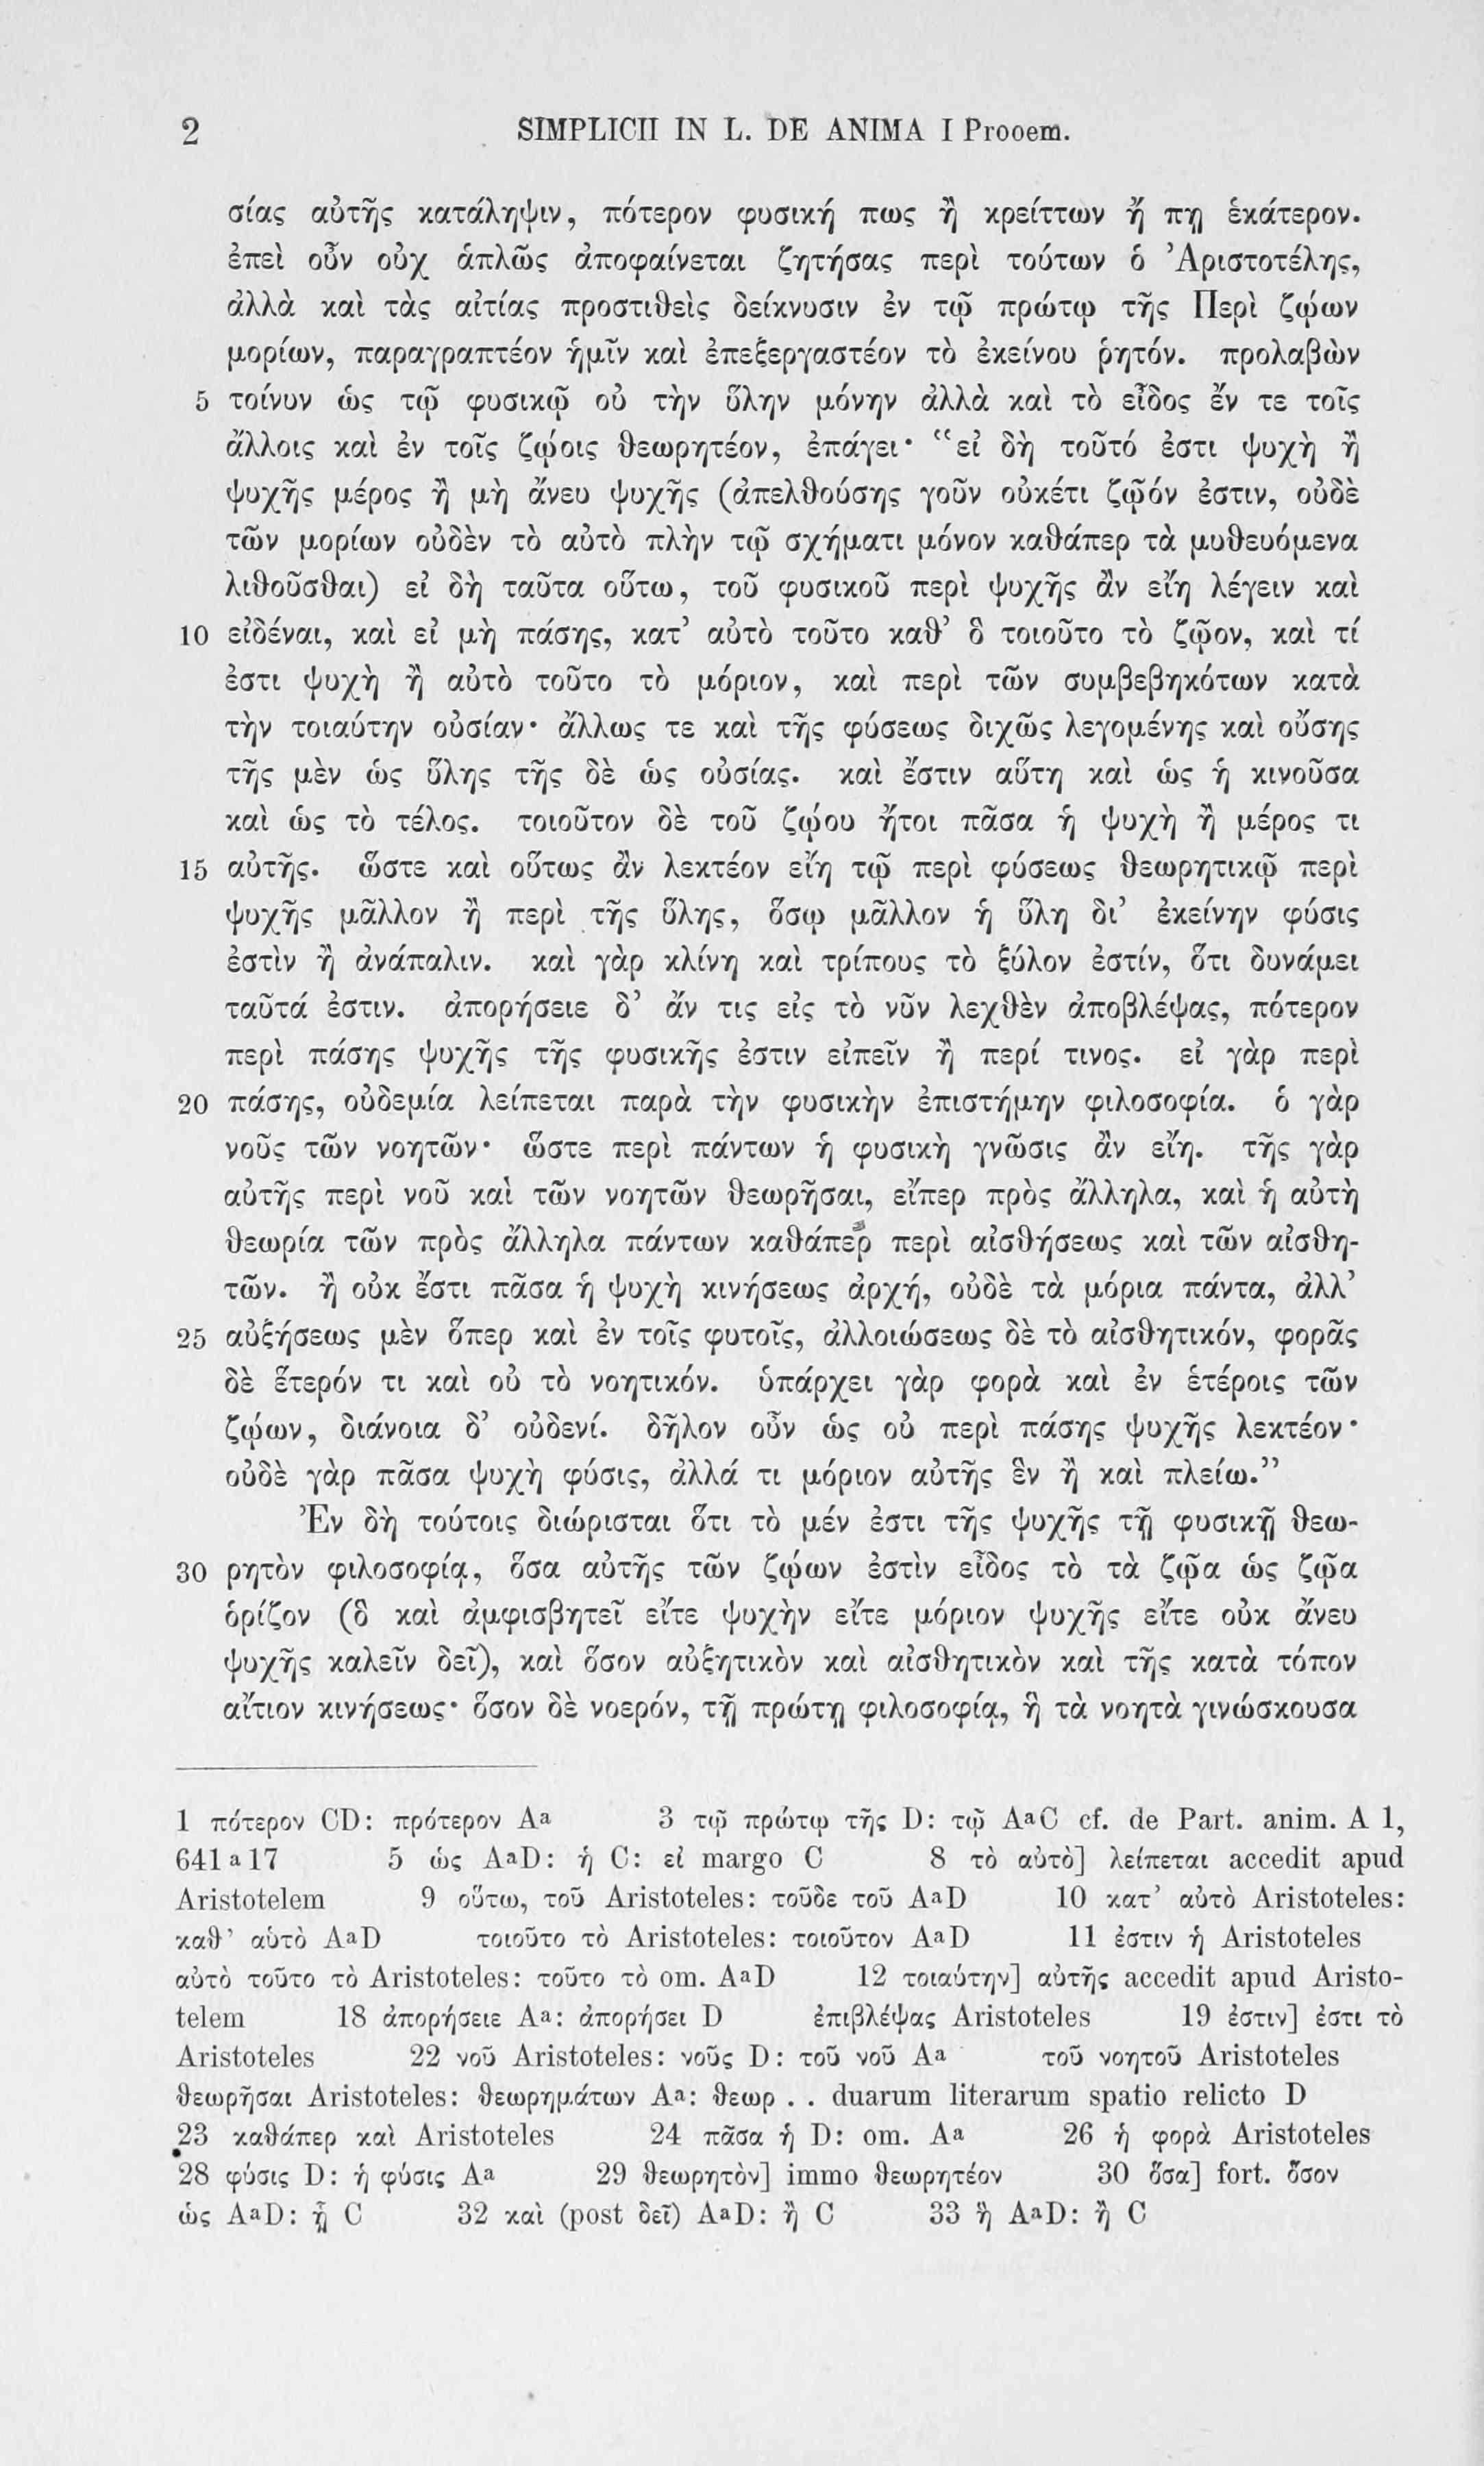 2 SIMPLICII IN L. DE ANIMA I Prooem.
σίας αὐτῆς κατάληψιν, πότερον φυσική πως ἢ κρείττων ἤ πῃ ἑκάτερον.
ἐπεὶ οὖν οὐχ ἁπλῶς ἀποφαίνεται ζητήσας περὶ τούτων ὁ Ἀριστοτέλης,
ἀλλὰ καὶ τὰς αἰτίας προστιθεὶς δείκνυσιν ἐν τῷ πρώτῳ τῆς Περὶ ζῴων
μορίων, παραγραπτέον ἡμῖν καὶ ἐπεξεργαστέον τὸ ἐκείνου ῥητόν. προλαβὼν
5 τοίνυν ὡς τῷ φυσικῷ οὐ τὴν ὕλην μόνην ἀλλὰ καὶ τὸ εἶδος ἔν τε τοῖς
ἄλλοις καὶ ἐν τοῖς ζῴοις θεωρητέον, ἐπάγει· “εἰ δὴ τοῦτό ἐστι ψυχὴ ἢ
ψυχῆς μέρος ἢ μὴ ἄνευ ψυχῆς (ἀπελθούσης γοῦν οὐκέτι ζῷόν ἐστιν, οὐδὲ
τῶν μορίων οὐδὲν τὸ αὐτὸ πλὴν τῷ σχήματι μόνον καθάπερ τὰ μυθευόμενα
λιθοῦσθαι) εἰ δὴ ταῦτα οὕτω, τοῦ φυσικοῦ περὶ ψυχῆς ἂν εἴη λέγειν καὶ
10 εἰδέναι, καὶ εἰ μὴ πάσης, κατ’ αὐτὸ τοῦτο καθ’ ὃ τοιοῦτο τὸ ζῷον, καὶ τί
ἐστι ψυχὴ ἢ αὐτὸ τοῦτο τὸ μόριον, καὶ περὶ τῶν συμβεβηκότων κατὰ
τὴν τοιαύτην οὐσίαν· ἄλλως τε καὶ τῆς φύσεως διχῶς λεγομένης καὶ οὔσης
τῆς μὲν ὡς ὕλης τῆς δὲ ὡς οὐσίας. καὶ ἔστιν αὕτη καὶ ὡς ἡ κινοῦσα
καὶ ὡς τὸ τέλος. τοιοῦτον δὲ τοῦ ζῴου ἤτοι πᾶσα ἡ ψυχὴ ἢ μέρος τι
15 αὐτῆς. ὥστε καὶ οὕτως ἂν λεκτέον εἴη τῷ περὶ φύσεως θεωρητικῷ περὶ
ψυχῆς μᾶλλον ἢ περὶ τῆς ὕλης, ὅσῳ μᾶλλον ἡ ὕλη δι’ ἐκείνην φύσις
ἐστὶν ἢ ἀνάπαλιν. καὶ γὰρ κλίνη καὶ τρίπους τὸ ξύλον ἐστίν, ὅτι δυνάμει
ταῦτά ἐστιν. ἀπορήσειε δ’ ἄν τις εἰς τὸ νῦν λεχθὲν ἀποβλέψας, πότερον
περὶ πάσης ψυχῆς τῆς φυσικῆς ἐστιν εἰπεῖν ἢ περί τινος. εἰ γὰρ περὶ
20 πάσης, οὐδεμία λείπεται παρὰ τὴν φυσικὴν ἐπιστήμην φιλοσοφία. ὁ γὰρ
νοῦς τῶν νοητῶν· ὥστε περὶ πάντων ἡ φυσικὴ γνῶσις ἂν εἴη. τῆς γὰρ
αὐτῆς περὶ νοῦ καὶ τῶν νοητῶν θεωρῆσαι, εἴπερ πρὸς ἄλληλα, καὶ ἡ αὐτὴ
θεωρία τῶν πρὸς ἄλληλα πάντων καθάπερ περὶ αἰσθήσεως καὶ τῶν αἰσθη-
τῶν. ἢ οὐκ ἔστι πᾶσα ἡ ψυχὴ κινήσεως ἀρχή, οὐδὲ τὰ μόρια πάντα, ἀλλ’
25 αὐξήσεως μὲν ὅπερ καὶ ἐν τοῖς φυτοῖς, ἀλλοιώσεως δὲ τὸ αἰσθητικόν, φορᾶς
δὲ ἕτερόν τι καὶ οὐ τὸ νοητικόν. ὑπάρχει γὰρ φορὰ καὶ ἐν ἑτέροις τῶν
ζῴων, διάνοια δ’ οὐδενί. δῆλον οὖν ὡς οὐ περὶ πάσης ψυχῆς λεκτέον·
οὐδὲ γὰρ πᾶσα ψυχὴ φύσις, ἀλλά τι μόριον αὐτῆς ἓν ἢ καὶ πλείω.”
Ἐν δὴ τούτοις διώρισται ὅτι τὸ μέν ἐστι τῆς ψυχῆς τῇ φυσικῇ θεω-
30 ρητὸν φιλοσοφίᾳ, ὅσα αὐτῆς τῶν ζῴων ἐστὶν εἶδος τὸ τὰ ζῷα ὡς ζῷα
ὁρίζον (ὃ καὶ ἀμφισβητεῖ εἴτε ψυχὴν εἴτε μόριον ψυχῆς εἴτε οὐκ ἄνευ
ψυχῆς καλεῖν δεῖ), καὶ ὅσον αὐξητικὸν καὶ αἰσθητικὸν καὶ τῆς κατὰ τόπον
αἴτιον κινήσεως· ὅσον δὲ νοερόν, τῇ πρώτῃ φιλοσοφίᾳ, ἣ τὰ νοητὰ γινώσκουσα
1 πότερον CD: πρότερον Aa 3 τῷ πρώτῳ τῆς D: τῷ AaC cf. de Part. anim. A 1,
641 a 17 5 ὡς AaD: ἡ C: εἰ margo C 8 τὸ αὐτὸ] λείπεται accedit apud
Aristotelem 9 οὕτω, τοῦ Aristoteles: τοῦδε τοῦ AaD 10 κατ’ αὐτὸ Aristoteles:
καθ’ αὑτὸ AaD τοιοῦτο τὸ Aristoteles: τοιοῦτον AaD 11 ἐστιν ἡ Aristoteles
αὐτὸ τοῦτο τὸ Aristoteles: τοῦτο τὸ om. AaD 12 τοιαύτην] αὐτῆς accedit apud Aristo-
telem 18 ἀπορήσειε Aa: ἀπορήσει D ἐπιβλέψας Aristoteles 19 ἐστιν] ἐστι τὸ
Aristoteles 22 νοῦ Aristoteles: νοῦς D: τοῦ νοῦ Aa τοῦ νοητοῦ Aristoteles
θεωρῆσαι Aristoteles: θεωρημάτων Aa: θεωρ . . duarum literarum spatio relicto D
23 καθάπερ καὶ Aristoteles 24 πᾶσα ἡ D: om. Aa 26 ἡ φορὰ Aristoteles
28 φύσις D: ἡ φύσις Aa 29 θεωρητὸν] immo θεωρητέον 30 ὅσα] fort. ὅσον
ὡς AaD: ᾗ C 32 καὶ (post δεῖ) AaD: ἢ C 33 ἣ AaD: ἢ C